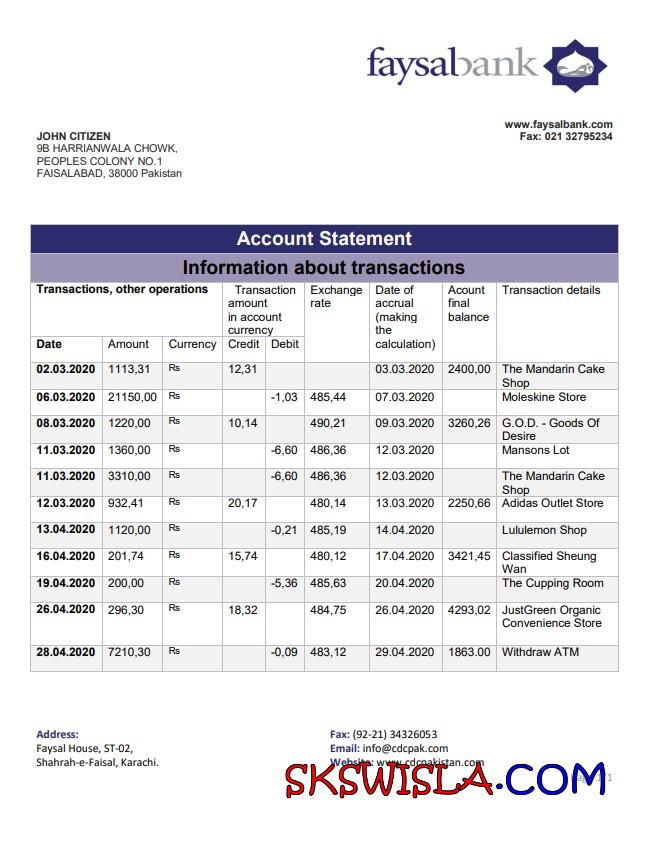 faysalbank
www.faysalbank.com
Fax: 021 32795234
JOHN CITIZEN
9B HARRIANWALA CHOWK,
PEOPLES COLONY NO.1
FAISALABAD, 38000 Pakistan
Account Statement
Information about transactions
Transactions, other operations | Transaction amount in account currency | Exchange rate | Date of accrual (making the calculation) | Acount final balance | Transaction details
Date | Amount | Currency | Credit | Debit
02.03.2020 1113,31 Rs 12,31 03.03.2020 2400,00 The Mandarin Cake Shop
06.03.2020 21150,00 Rs -1,03 485,44 07.03.2020 Moleskine Store
08.03.2020 1220,00 Rs 10,14 490,21 09.03.2020 3260,26 G.O.D. - Goods Of Desire
11.03.2020 1360,00 Rs -6,60 486,36 12.03.2020 Mansons Lot
11.03.2020 3310,00 Rs -6,60 486,36 12.03.2020 The Mandarin Cake Shop
12.03.2020 932,41 Rs 20,17 480,14 13.03.2020 2250,66 Adidas Outlet Store
13.04.2020 1120,00 Rs -0,21 485,19 14.04.2020 Lululemon Shop
16.04.2020 201,74 Rs 15,74 480,12 17.04.2020 3421,45 Classified Sheung Wan
19.04.2020 200,00 Rs -5,36 485,63 20.04.2020 The Cupping Room
26.04.2020 296,30 Rs 18,32 484,75 26.04.2020 4293,02 JustGreen Organic Convenience Store
28.04.2020 7210,30 Rs -0,09 483,12 29.04.2020 1863.00 Withdraw ATM
Address:
Faysal House, ST-02,
Shahrah-e-Faisal, Karachi.
Fax: (92-21) 34326053
Email: info@cdcpak.com
Website: www.cdcpakistan.com
SKSWISLA.COM